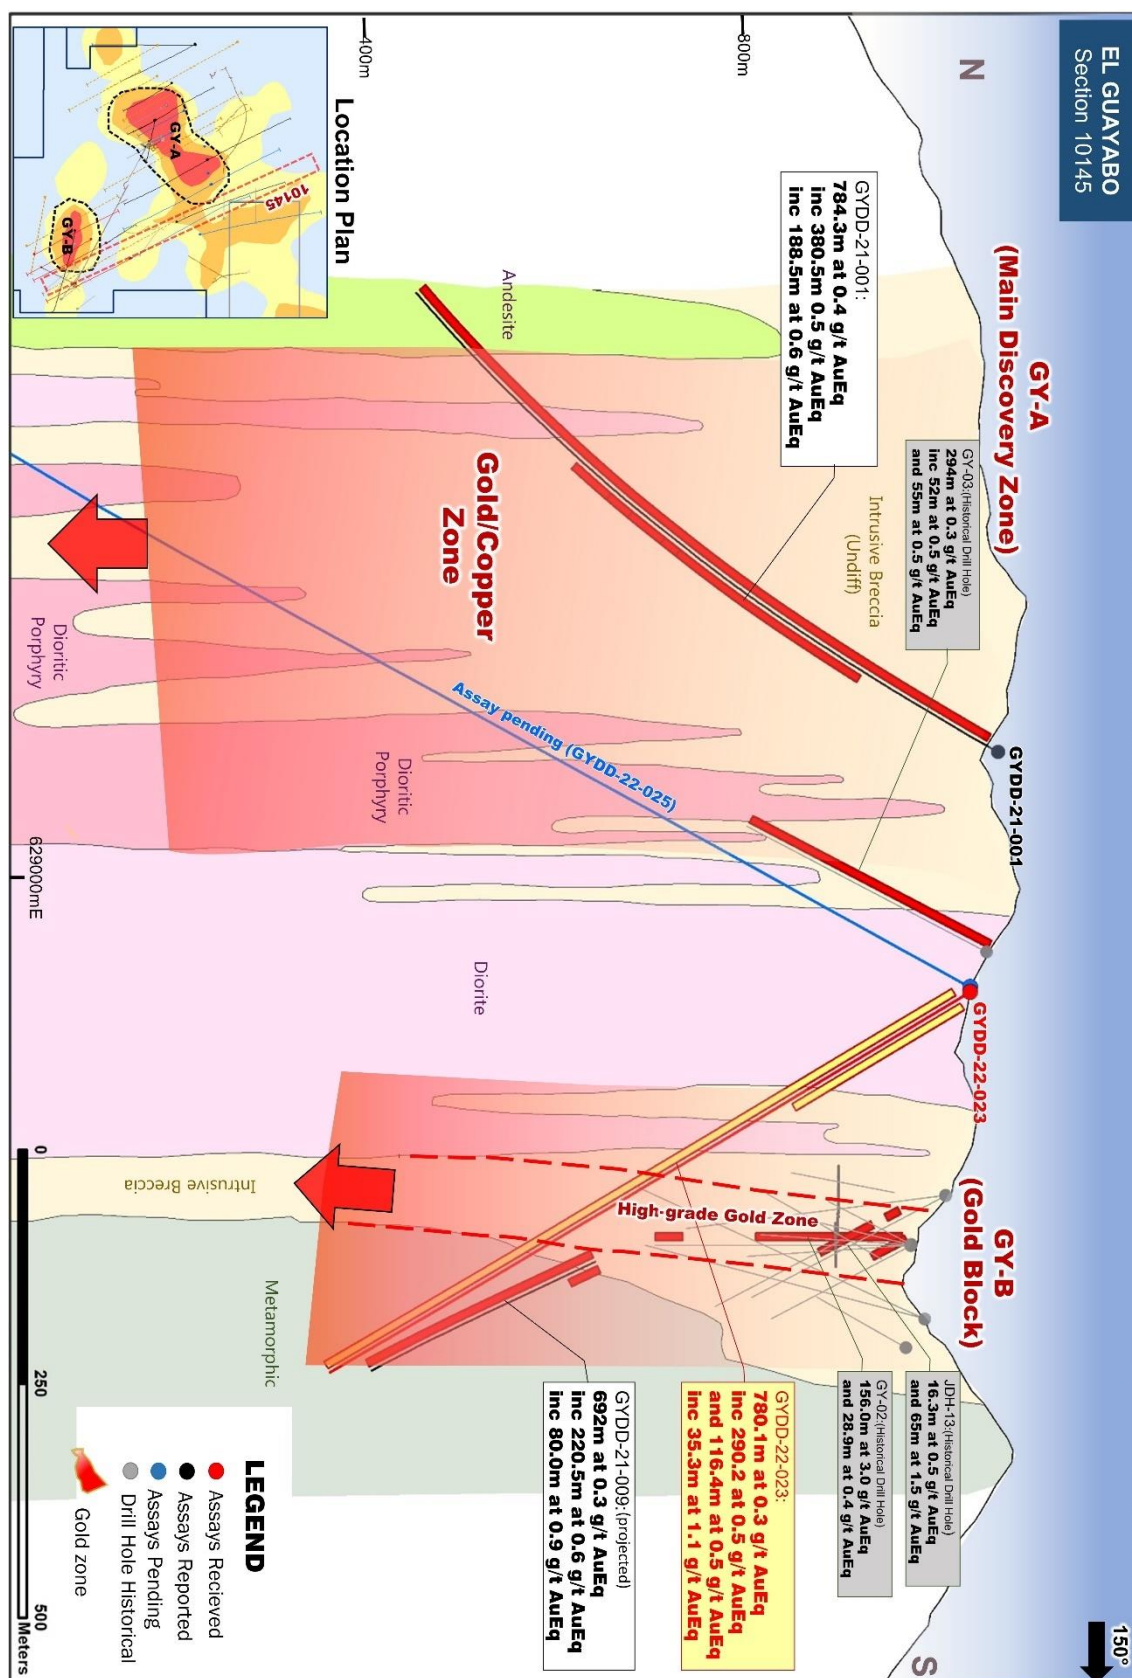 EL GUAYABO
Section 10145
150°
N
S
GY-A
(Main Discovery Zone)
GY-B
(Gold Block)
GYDD-21-001
GYDD-22-023
800m
400m
GYDD-21-001:
784.3m at 0.4 g/t AuEq
inc 380.5m 0.5 g/t AuEq
inc 188.5m at 0.6 g/t AuEq
GY-03:(Historical Drill Hole)
294m at 0.3 g/t AuEq
inc 52m at 0.5 g/t AuEq
and 55m at 0.5 g/t AuEq
JDH-13:(Historical Drill Hole)
16.3m at 0.5 g/t AuEq
and 65m at 1.5 g/t AuEq
GY-02:(Historical Drill Hole)
156.0m at 3.0 g/t AuEq
and 28.9m at 0.4 g/t AuEq
GYDD-22-023:
780.1m at 0.3 g/t AuEq
inc 290.2 at 0.5 g/t AuEq
and 116.4m at 0.5 g/t AuEq
inc 35.3m at 1.1 g/t AuEq
GYDD-21-009:(projected)
692m at 0.3 g/t AuEq
inc 220.5m at 0.6 g/t AuEq
inc 80.0m at 0.9 g/t AuEq
Intrusive Breccia
(Undiff)
Andesite
Gold/Copper
Zone
Assay pending (GYDD-22-025)
High-grade Gold Zone
Dioritic
Porphyry
Dioritic
Porphyry
Diorite
Intrusive Breccia
Metamorphic
Location Plan
GY-A
GY-B
10145
629000mE
0
250
500
Meters
LEGEND
Assays Recieved
Assays Reported
Assays Pending
Drill Hole Historical
Gold zone